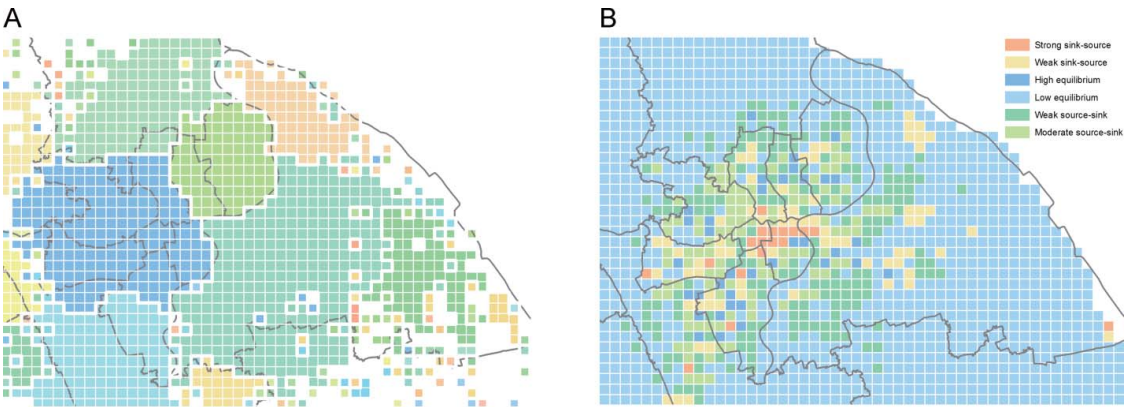 A
B
Strong sink-source
Weak sink-source
High equilibrium
Low equilibrium
Weak source-sink
Moderate source-sink